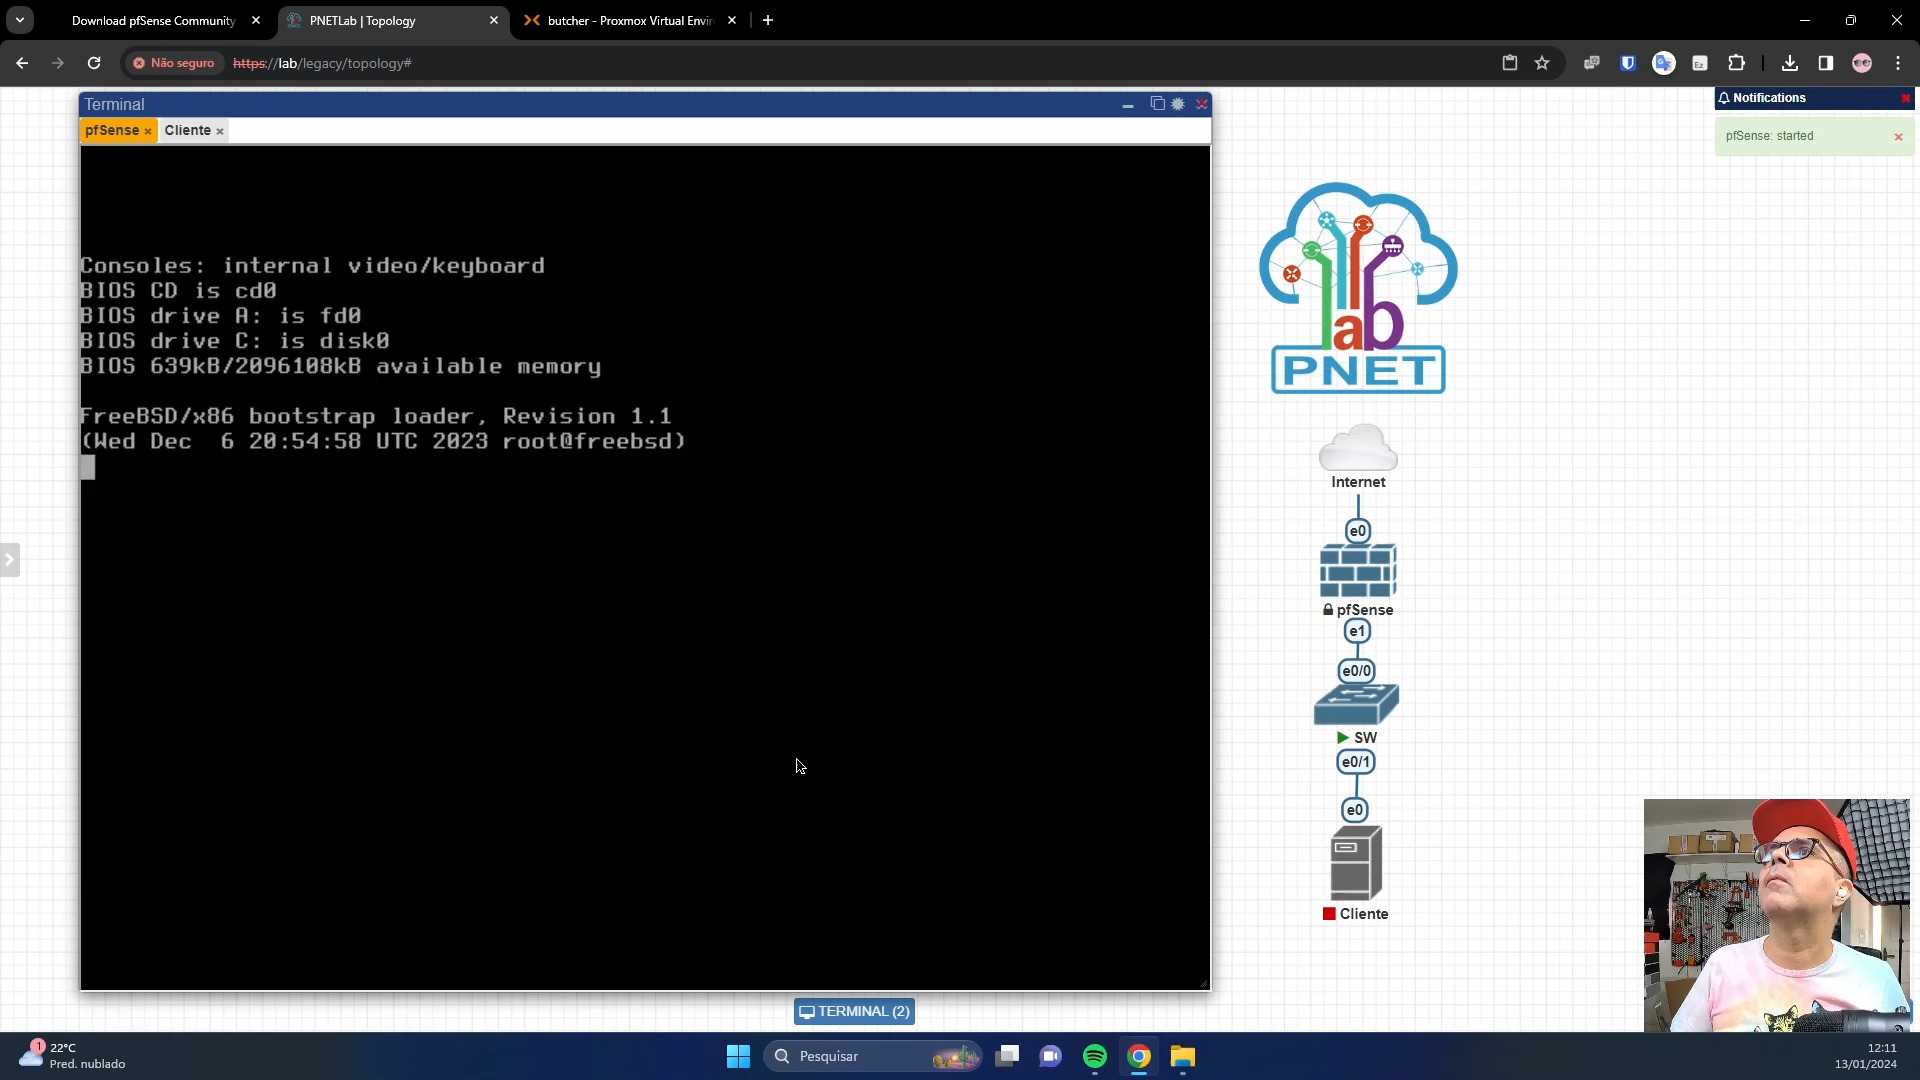 Download pfSense Community
PNETLab | Topology
butcher - Proxmox Virtual Envir
Não seguro
https://lab/legacy/topology#
Ez
Terminal
pfSense
Cliente
Consoles: internal video/keyboard
BIOS CD is cd0
BIOS drive A: is fd0
BIOS drive C: is disk0
BIOS 639kB/2096108kB available memory
FreeBSD/x86 bootstrap loader, Revision 1.1
(Wed Dec  6 20:54:58 UTC 2023 root@freebsd)
Notifications
pfSense: started
lab
PNET
Internet
e0
pfSense
e1
e0/0
SW
e0/1
e0
Cliente
TERMINAL (2)
1
22°C
Pred. nublado
Pesquisar
12:11
13/01/2024